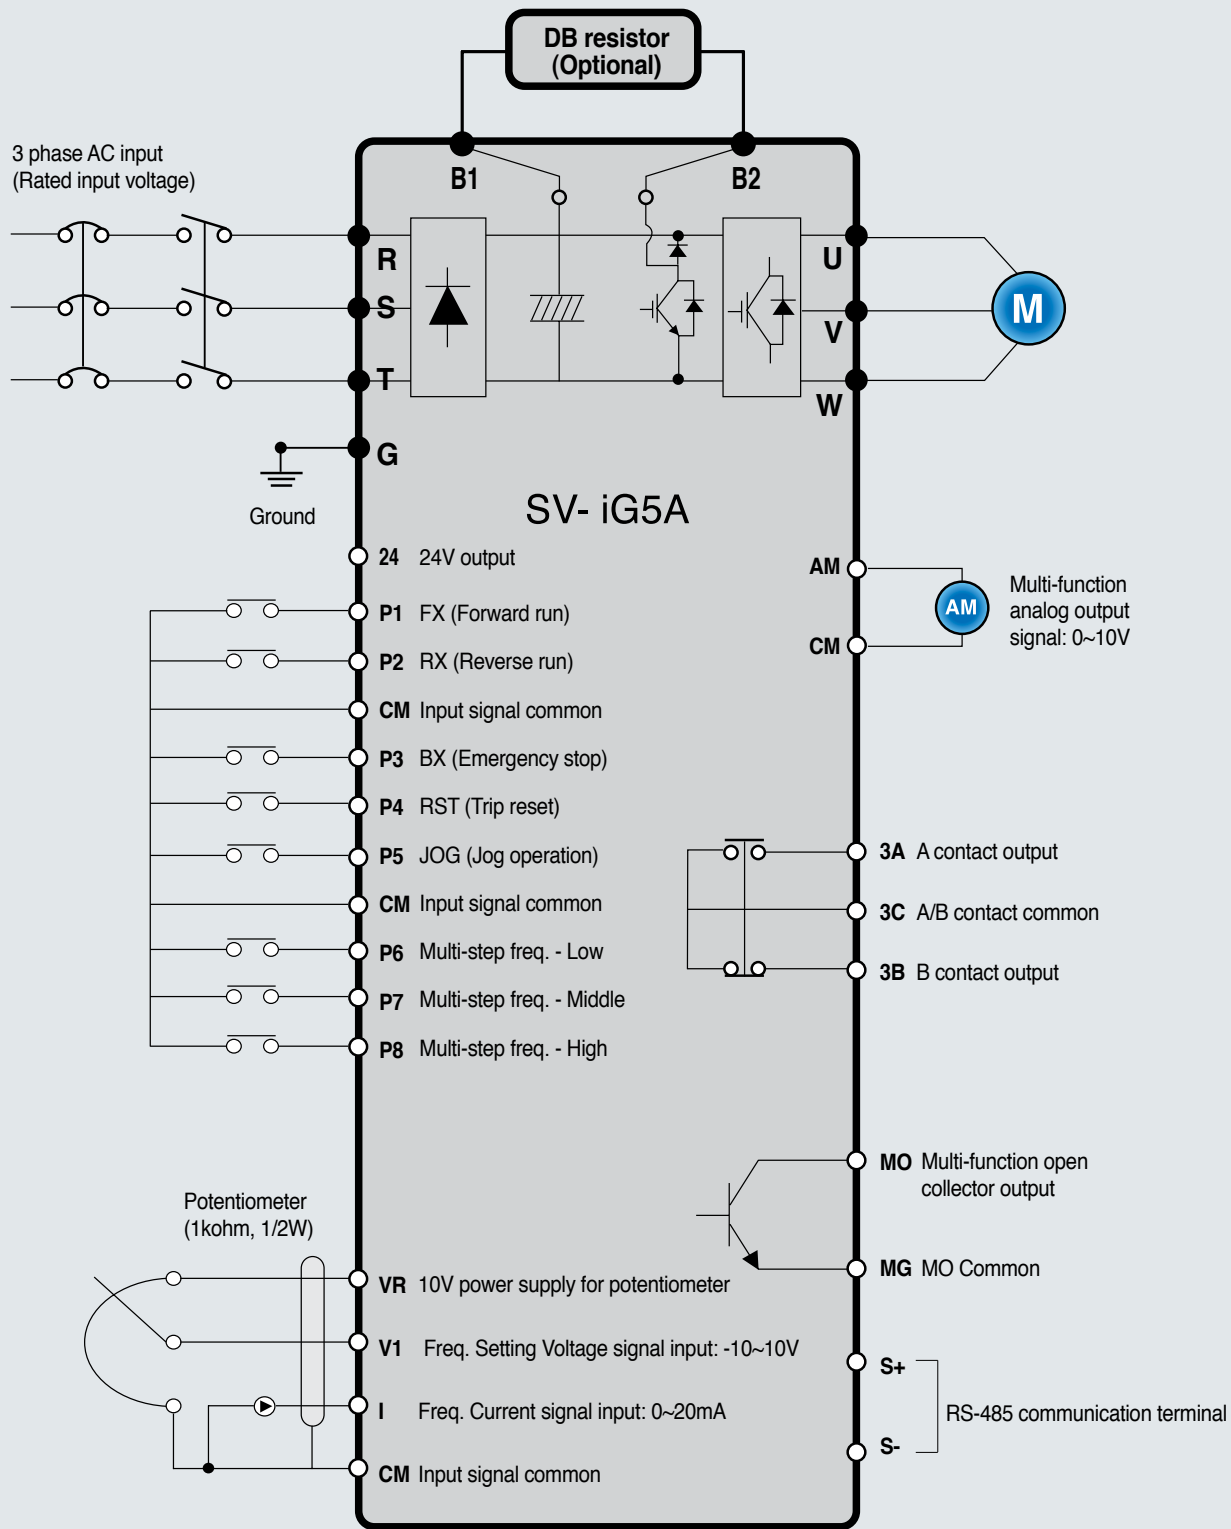 DB resistor
(Optional)
3 phase AC input
(Rated input voltage)
B1
B2
R
U
S
M
V
T
W
G
Ground
SV- iG5A
24 24V output
AM
AM
Multi-function
analog output
signal: 0~10V
CM
P1 FX (Forward run)
P2 RX (Reverse run)
CM Input signal common
P3 BX (Emergency stop)
P4 RST (Trip reset)
P5 JOG (Jog operation)
CM Input signal common
P6 Multi-step freq. - Low
P7 Multi-step freq. - Middle
P8 Multi-step freq. - High
3A A contact output
3C A/B contact common
3B B contact output
MO Multi-function open
collector output
MG MO Common
Potentiometer
(1kohm, 1/2W)
VR 10V power supply for potentiometer
V1 Freq. Setting Voltage signal input: -10~10V
I Freq. Current signal input: 0~20mA
CM Input signal common
S+
RS-485 communication terminal
S-